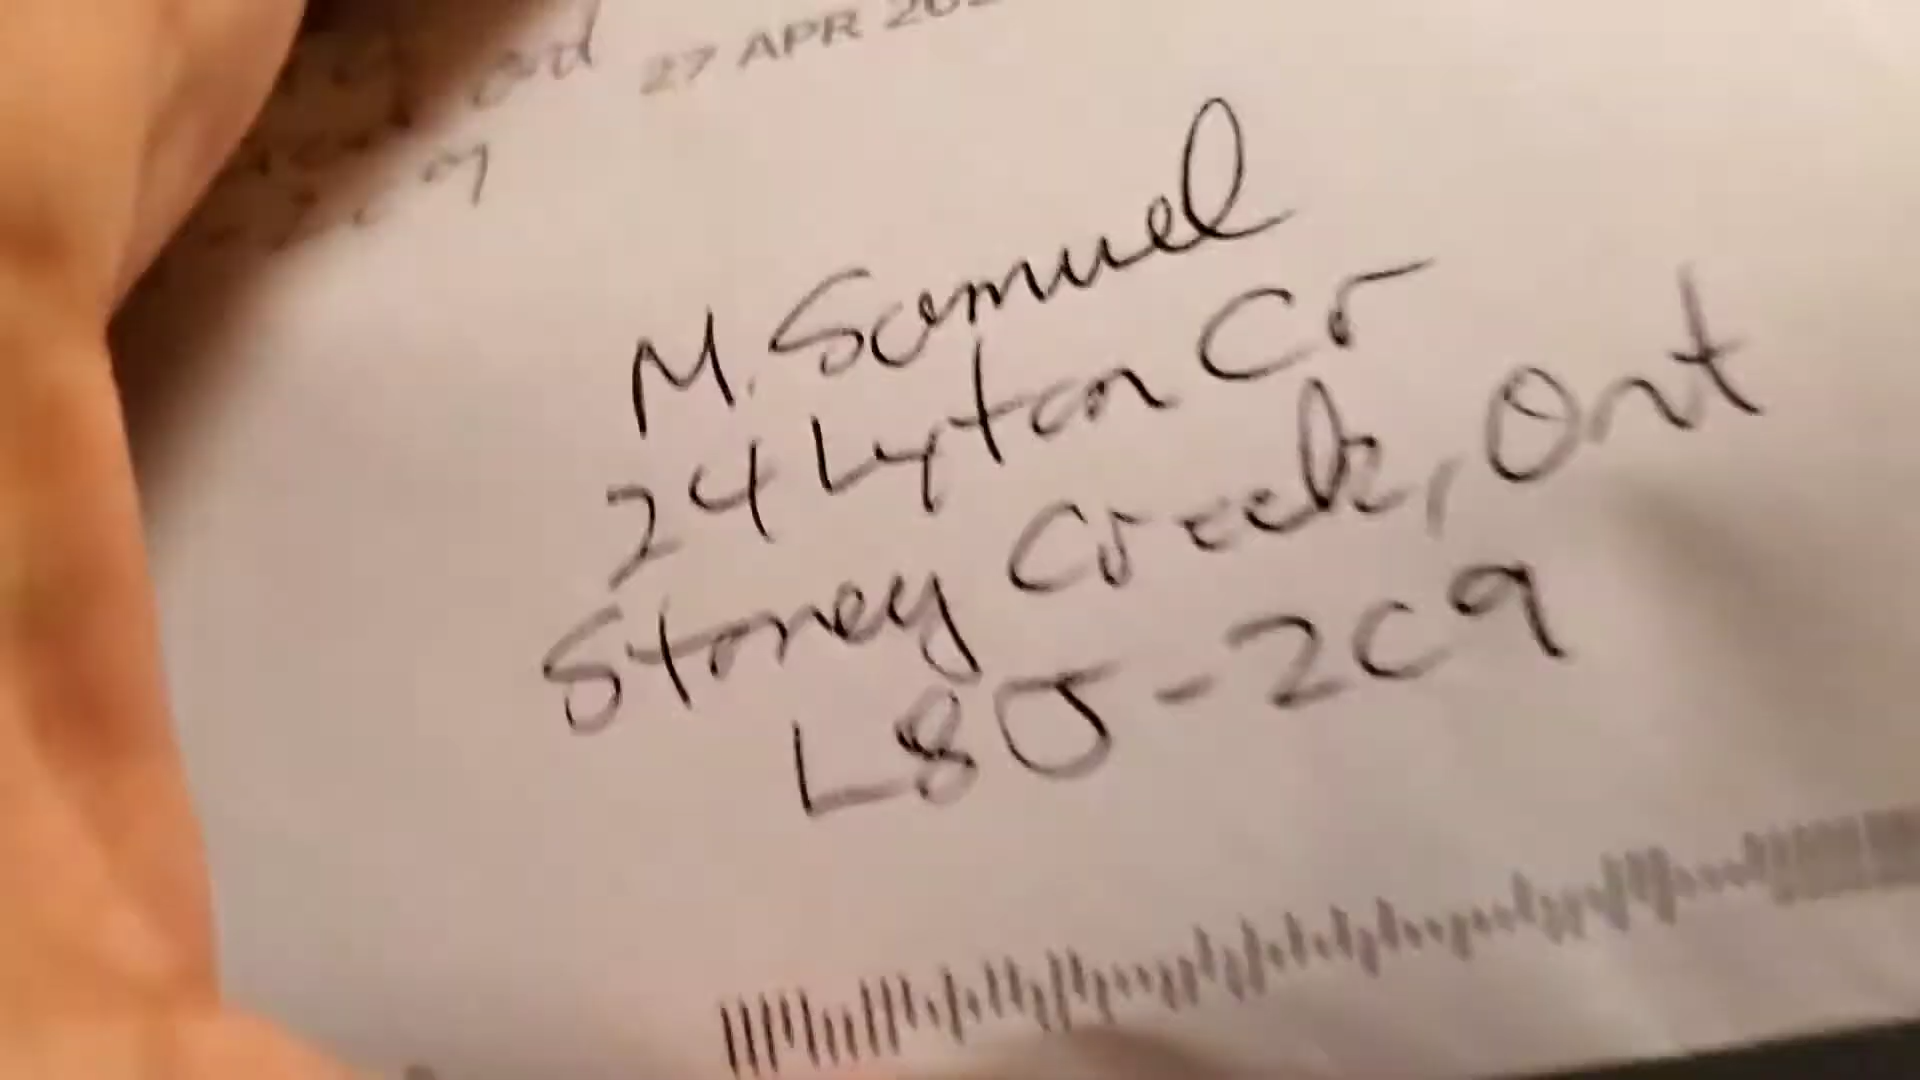 27 APR
M. Samuel
24 Lyton Cr
Stoney Creek, Ont
L8J-2C9